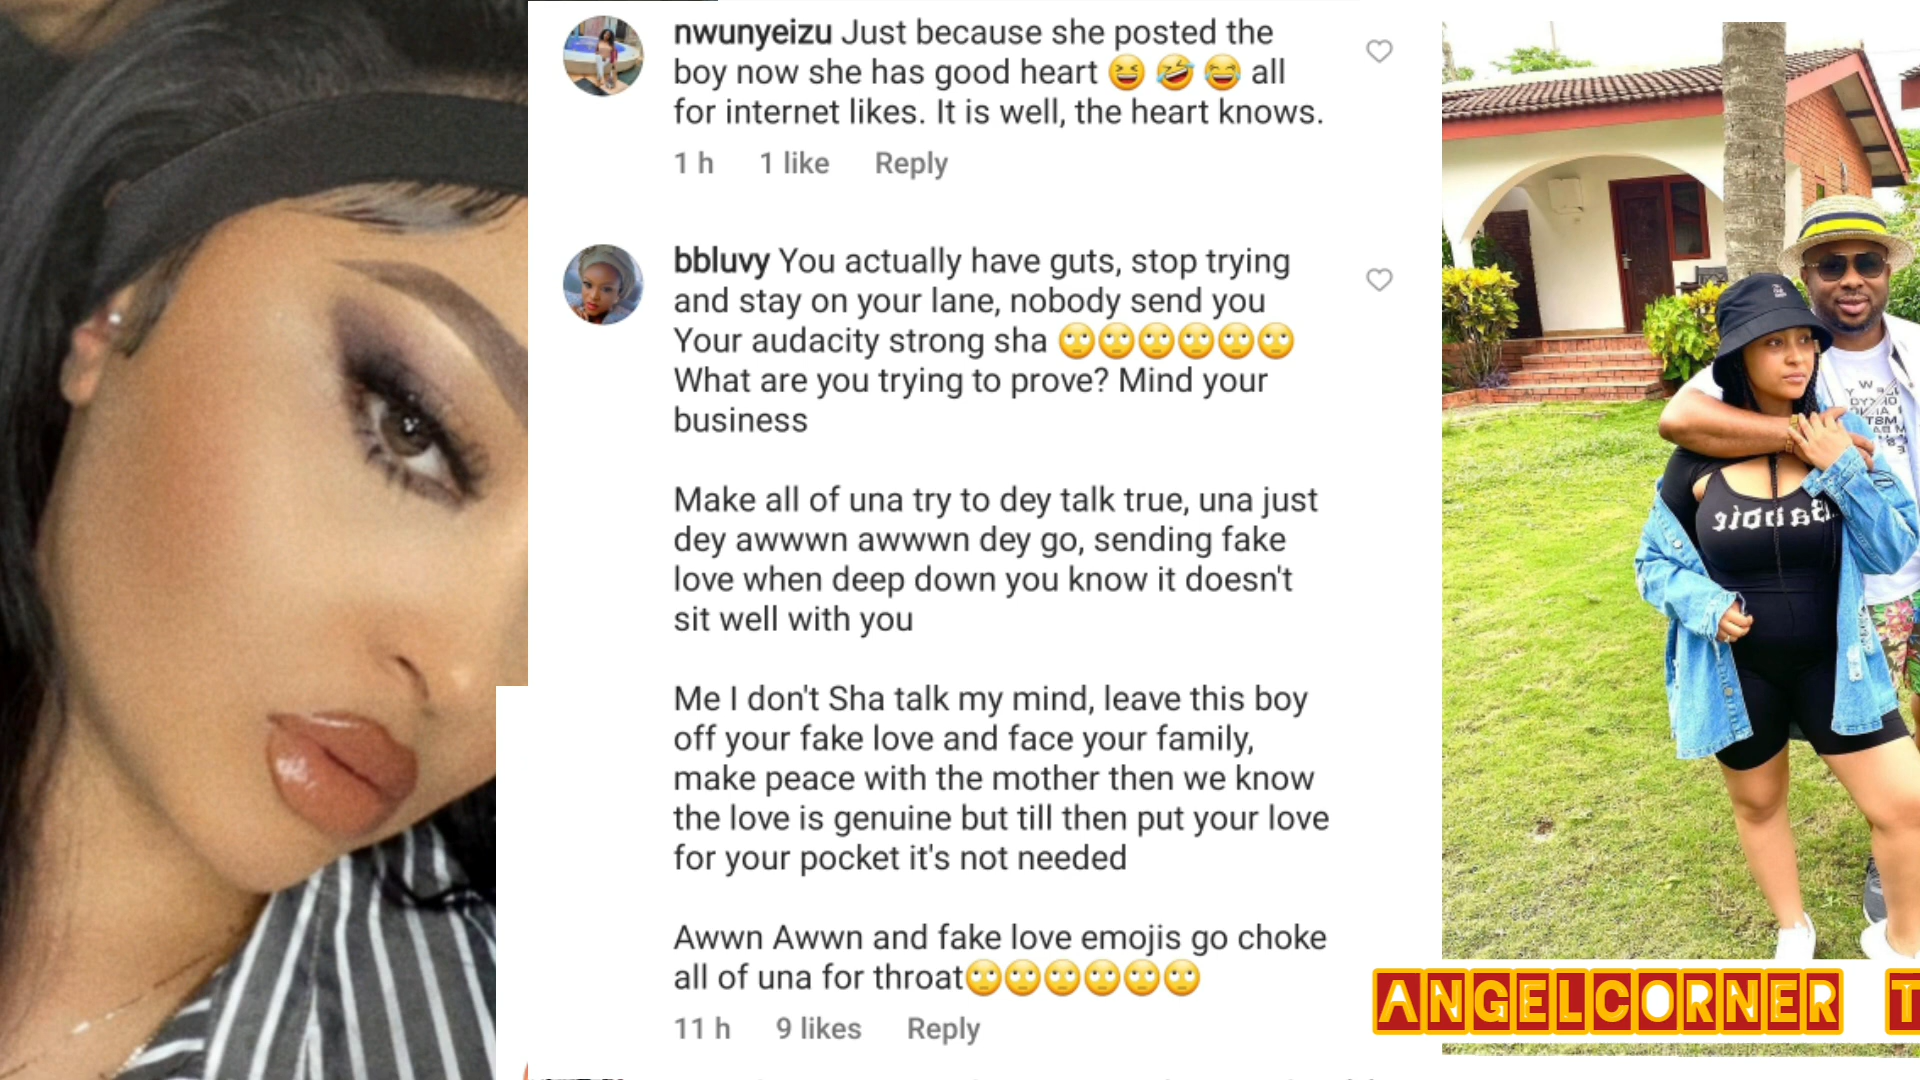 nwunyeizu Just because she posted the
boy now she has good heart 😆 🤣 😂 all
for internet likes. It is well, the heart knows.
1 h 1 like Reply
bbluvy You actually have guts, stop trying
and stay on your lane, nobody send you
Your audacity strong sha 🙄🙄🙄🙄🙄🙄
What are you trying to prove? Mind your
business
Make all of una try to dey talk true, una just
dey awwwn awwwn dey go, sending fake
love when deep down you know it doesn't
sit well with you
Me I don't Sha talk my mind, leave this boy
off your fake love and face your family,
make peace with the mother then we know
the love is genuine but till then put your love
for your pocket it's not needed
Awwn Awwn and fake love emojis go choke
all of una for throat🙄🙄🙄🙄🙄🙄
11 h 9 likes Reply
ANGELCORNER T